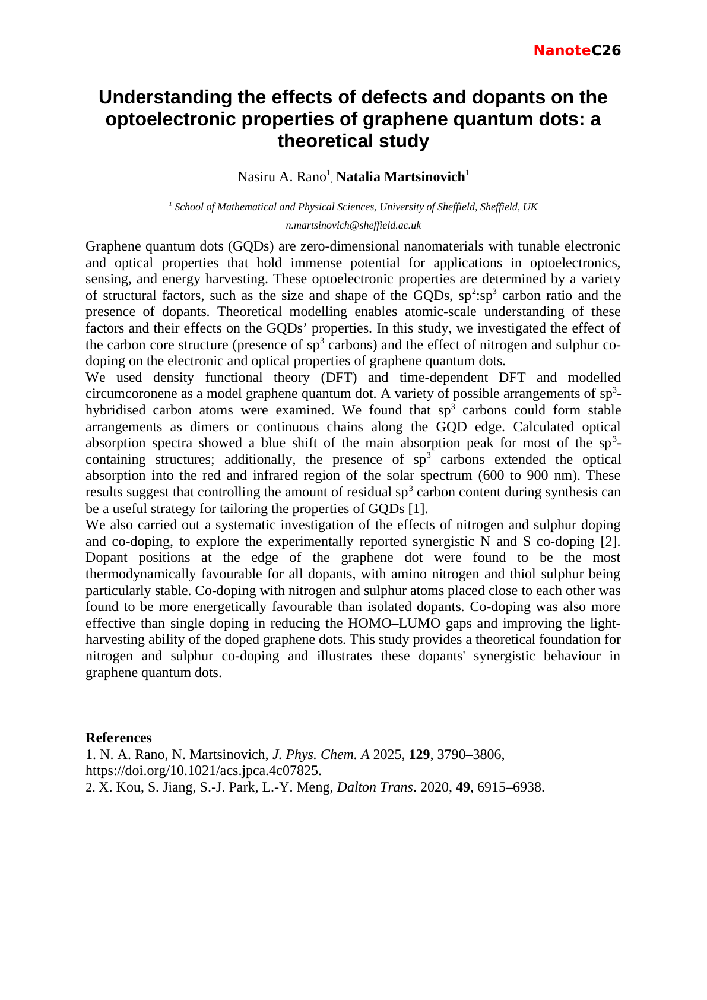 NanoteC26
Understanding the effects of defects and dopants on the
optoelectronic properties of graphene quantum dots: a
theoretical study
Nasiru A. Rano1, Natalia Martsinovich1
1 School of Mathematical and Physical Sciences, University of Sheffield, Sheffield, UK
n.martsinovich@sheffield.ac.uk
Graphene quantum dots (GQDs) are zero-dimensional nanomaterials with tunable electronic
and optical properties that hold immense potential for applications in optoelectronics,
sensing, and energy harvesting. These optoelectronic properties are determined by a variety
of structural factors, such as the size and shape of the GQDs, sp2:sp3 carbon ratio and the
presence of dopants. Theoretical modelling enables atomic-scale understanding of these
factors and their effects on the GQDs’ properties. In this study, we investigated the effect of
the carbon core structure (presence of sp3 carbons) and the effect of nitrogen and sulphur co-
doping on the electronic and optical properties of graphene quantum dots.
We used density functional theory (DFT) and time-dependent DFT and modelled
circumcoronene as a model graphene quantum dot. A variety of possible arrangements of sp3-
hybridised carbon atoms were examined. We found that sp3 carbons could form stable
arrangements as dimers or continuous chains along the GQD edge. Calculated optical
absorption spectra showed a blue shift of the main absorption peak for most of the sp3-
containing structures; additionally, the presence of sp3 carbons extended the optical
absorption into the red and infrared region of the solar spectrum (600 to 900 nm). These
results suggest that controlling the amount of residual sp3 carbon content during synthesis can
be a useful strategy for tailoring the properties of GQDs [1].
We also carried out a systematic investigation of the effects of nitrogen and sulphur doping
and co-doping, to explore the experimentally reported synergistic N and S co-doping [2].
Dopant positions at the edge of the graphene dot were found to be the most
thermodynamically favourable for all dopants, with amino nitrogen and thiol sulphur being
particularly stable. Co-doping with nitrogen and sulphur atoms placed close to each other was
found to be more energetically favourable than isolated dopants. Co-doping was also more
effective than single doping in reducing the HOMO–LUMO gaps and improving the light-
harvesting ability of the doped graphene dots. This study provides a theoretical foundation for
nitrogen and sulphur co-doping and illustrates these dopants' synergistic behaviour in
graphene quantum dots.
References
1. N. A. Rano, N. Martsinovich, J. Phys. Chem. A 2025, 129, 3790–3806,
https://doi.org/10.1021/acs.jpca.4c07825.
2. X. Kou, S. Jiang, S.-J. Park, L.-Y. Meng, Dalton Trans. 2020, 49, 6915–6938.